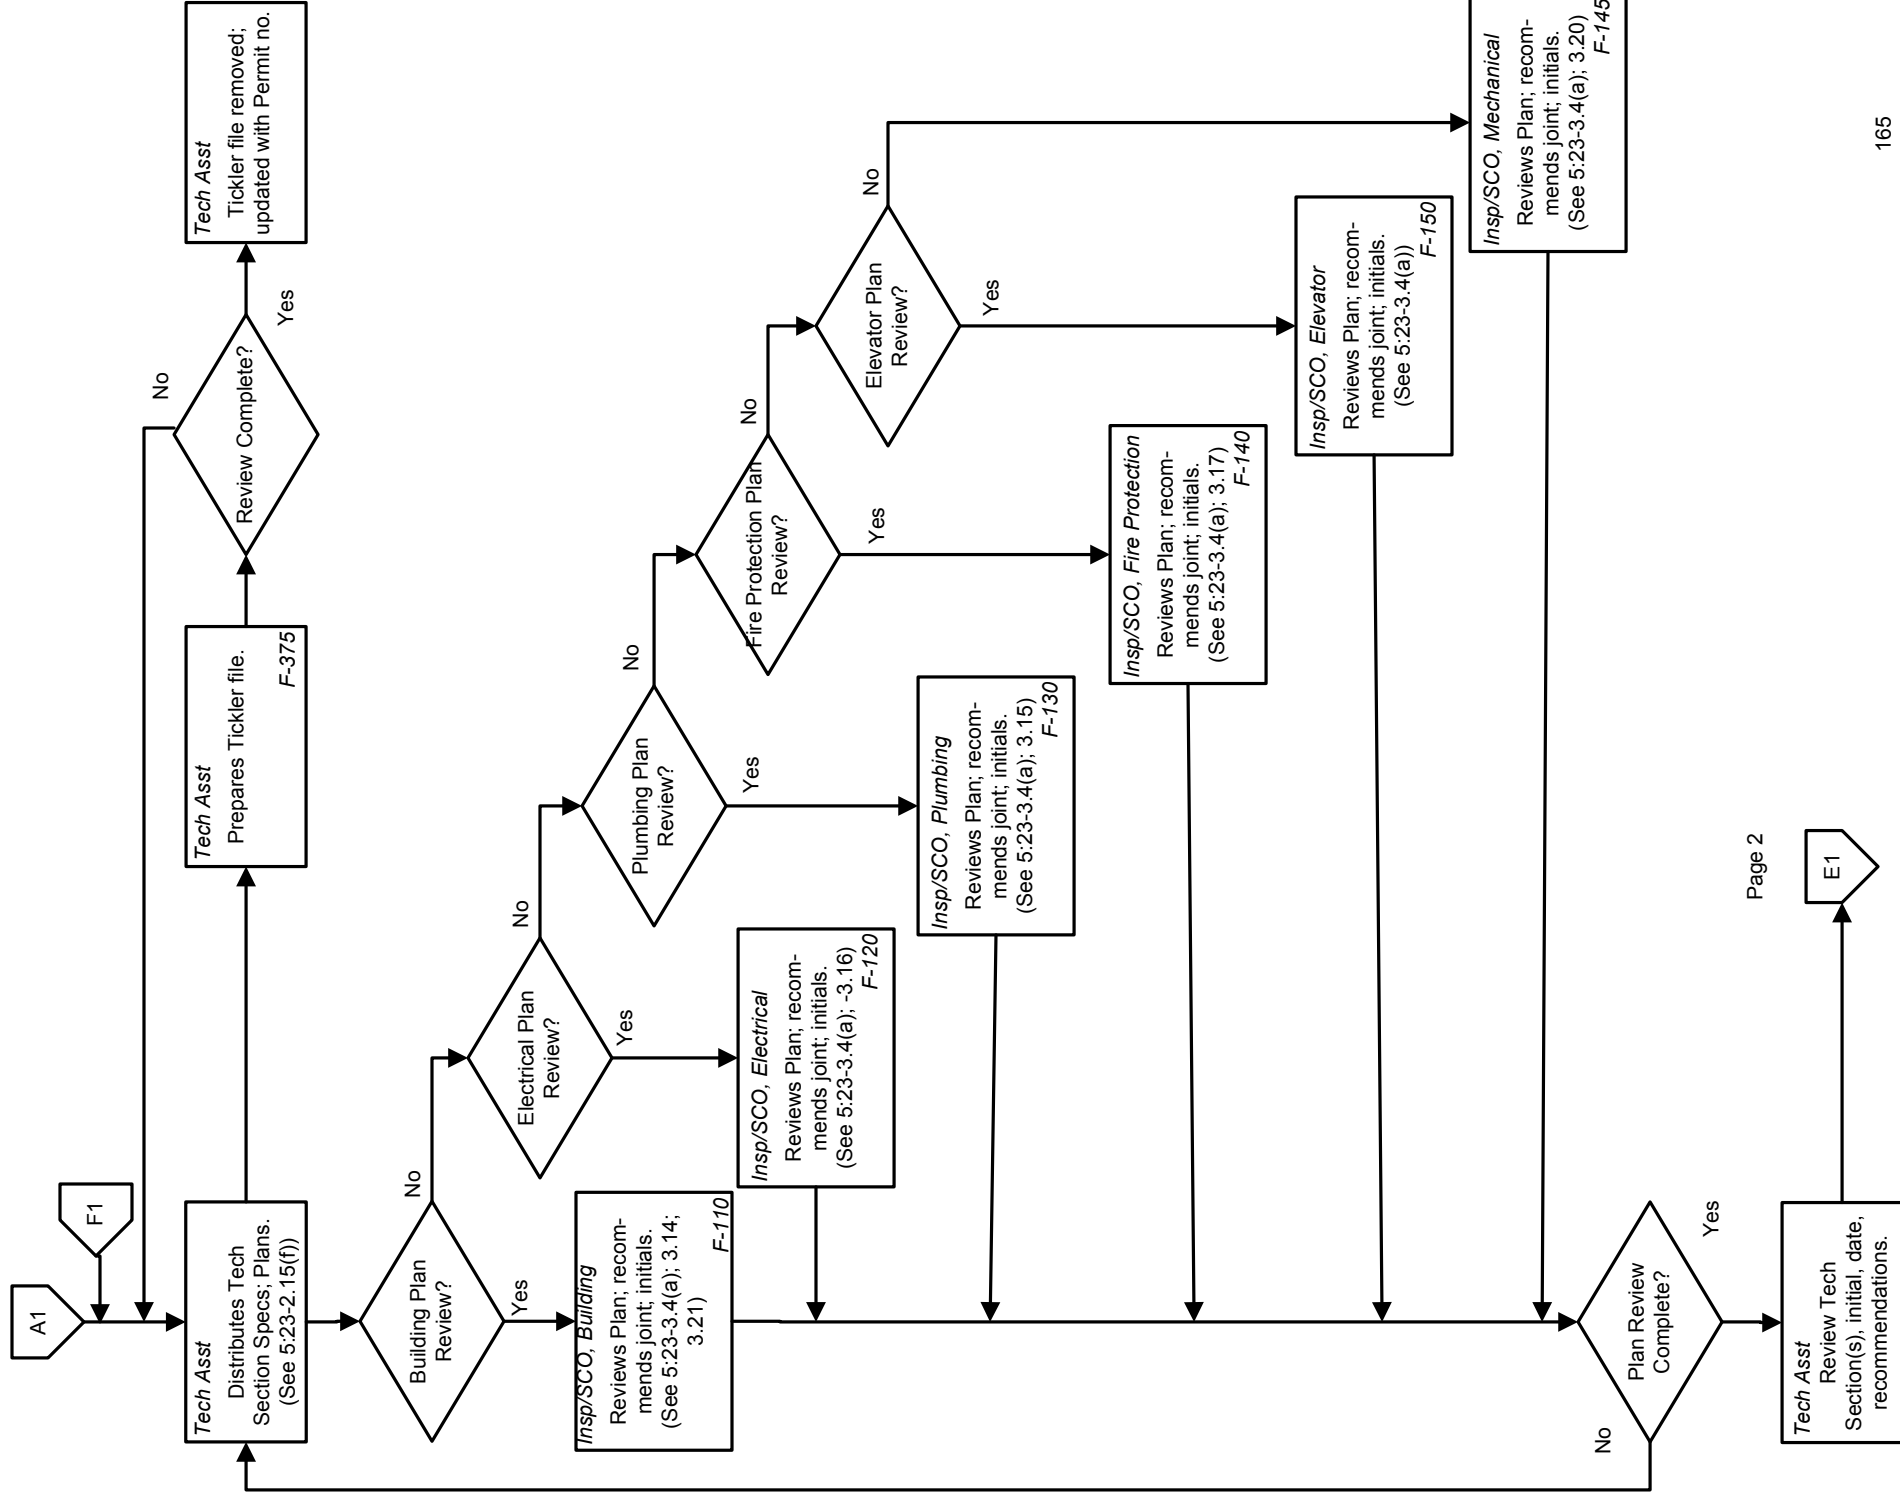 A1
F1
Tech Asst
Distributes Tech
Section Specs; Plans.
(See 5:23-2.15(f))
Tech Asst
Prepares Tickler file.
F-375
Review Complete?
No
Yes
Tech Asst
Tickler file removed;
updated with Permit no.
Building Plan
Review?
No
Yes
Insp/SCO, Building
Reviews Plan; recom-
mends joint; initials.
(See 5:23-3.4(a); 3.14;
3.21)
F-110
Electrical Plan
Review?
No
Yes
Insp/SCO, Electrical
Reviews Plan; recom-
mends joint; initials.
(See 5:23-3.4(a); -3.16)
F-120
Plumbing Plan
Review?
No
Yes
Insp/SCO, Plumbing
Reviews Plan; recom-
mends joint; initials.
(See 5:23-3.4(a); 3.15)
F-130
Fire Protection Plan
Review?
No
Yes
Insp/SCO, Fire Protection
Reviews Plan; recom-
mends joint; initials.
(See 5:23-3.4(a); 3.17)
F-140
Elevator Plan
Review?
No
Yes
Insp/SCO, Elevator
Reviews Plan; recom-
mends joint; initials.
(See 5:23-3.4(a))
F-150
Insp/SCO, Mechanical
Reviews Plan; recom-
mends joint; initials.
(See 5:23-3.4(a); 3.20)
F-145
Plan Review
Complete?
No
Yes
Tech Asst
Review Tech
Section(s), initial, date,
recommendations.
Page 2
E1
165